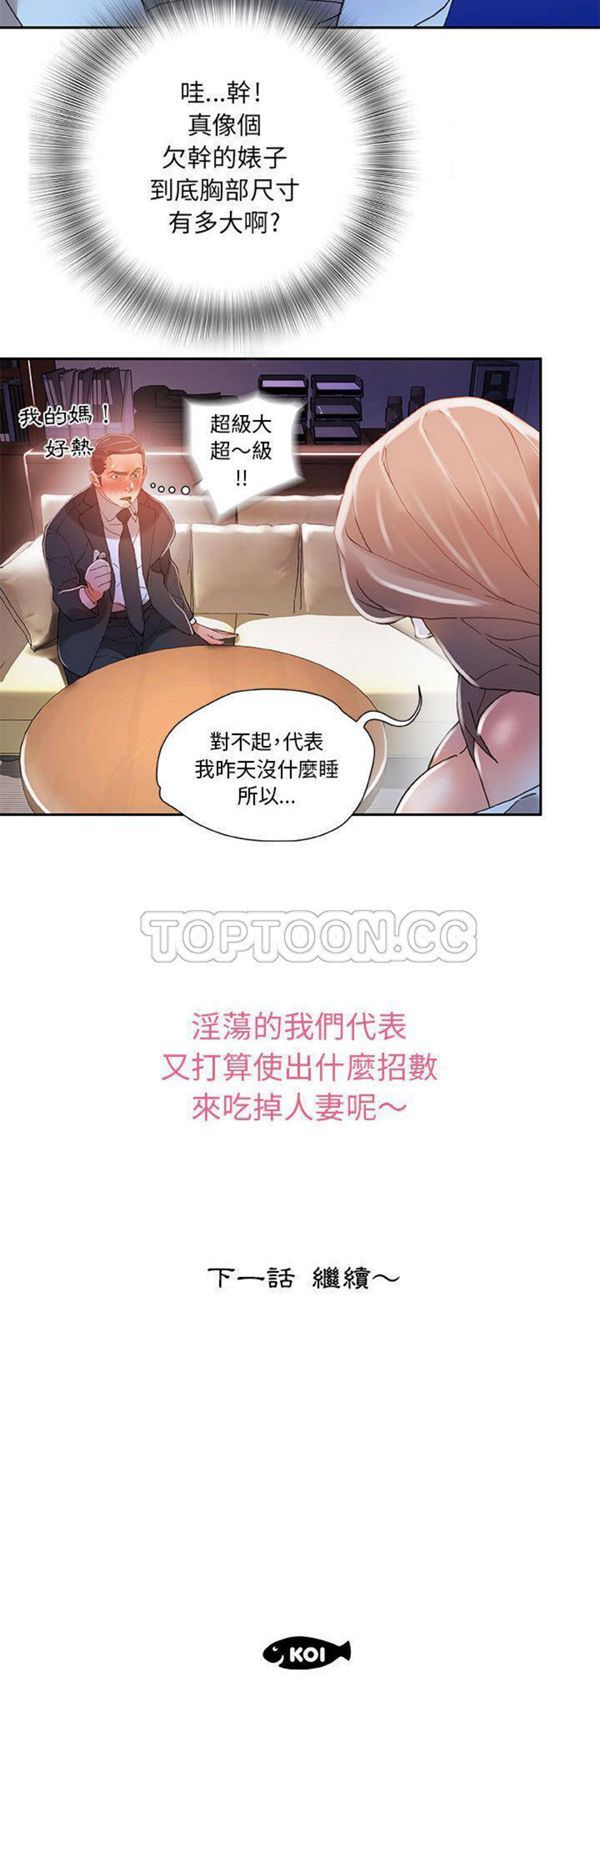 哇...幹!
真像個
欠幹的婊子
到底胸部尺寸
有多大啊?
我的媽！
好熱
超級大
超～級
!!
對不起，代表
我昨天沒什麼睡
所以...
TOPTOON.CC
淫蕩的我們代表
又打算使出什麼招數
來吃掉人妻呢～
下一話 繼續～
KOI